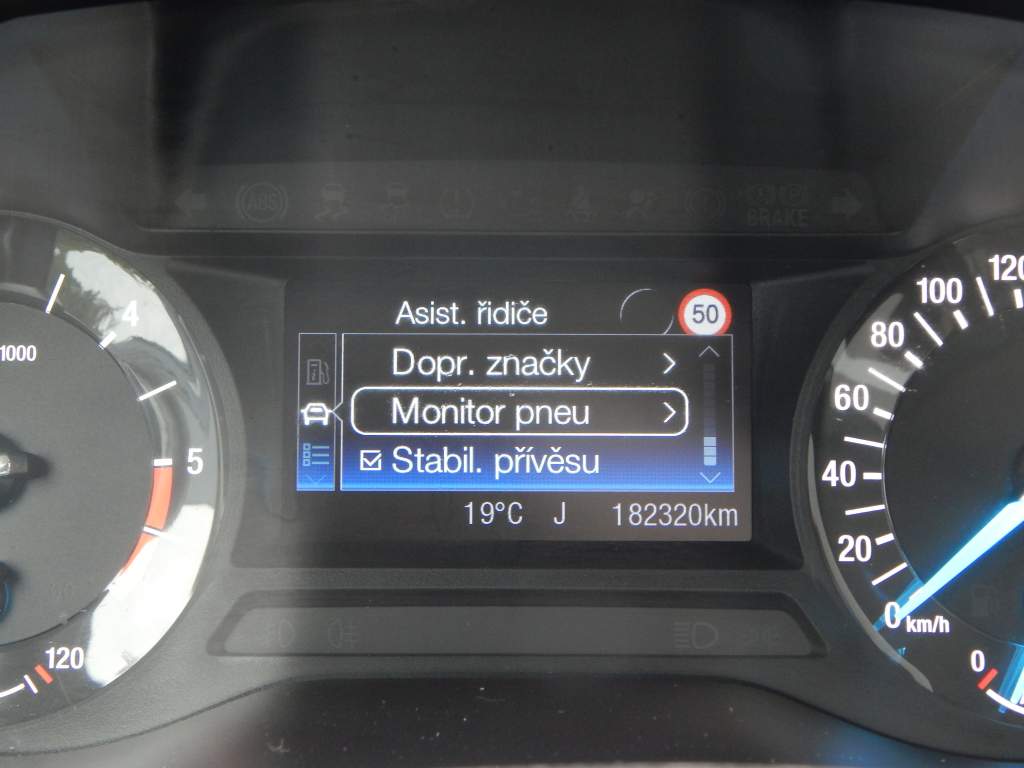 ABS
BRAKE
Asist. řidiče
50
Dopr. značky
Monitor pneu
Stabil. přívěsu
19°C J 182320km
4
1000
5
120
120
100
80
60
40
20
0 km/h
0